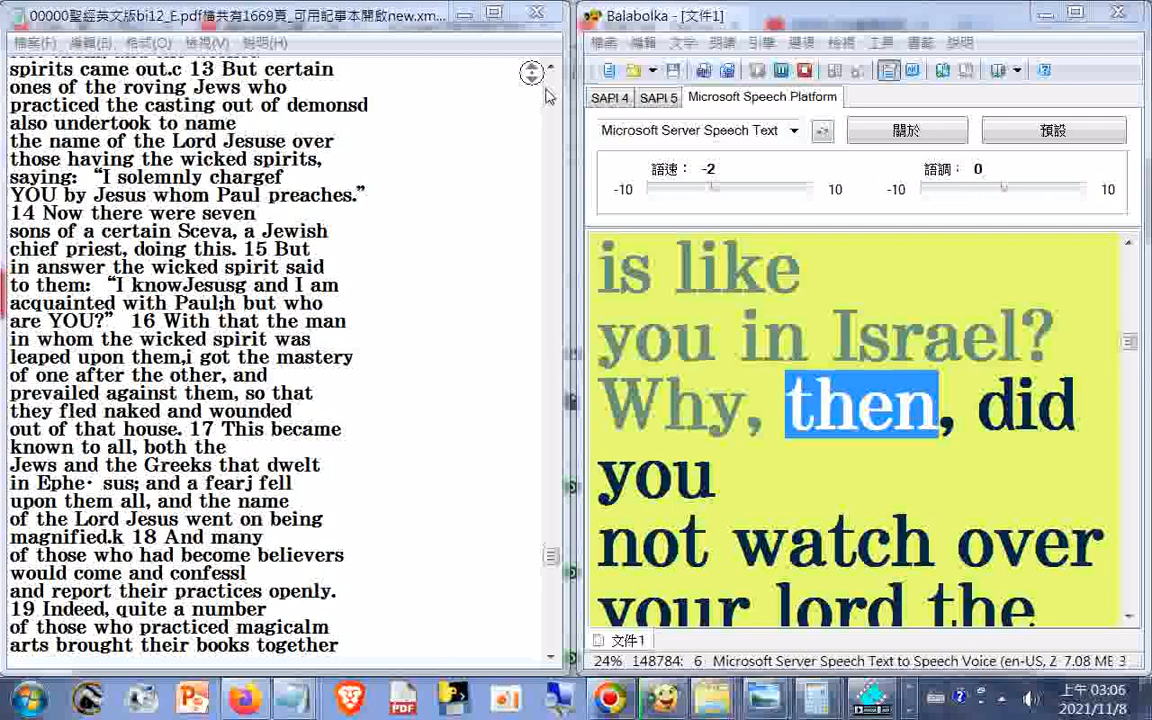 00000聖經英文版bi12_E.pdf檔共有1669頁_可用記事本開啟new.xm...
檔案(F) 編輯(E) 格式(O) 檢視(V) 說明(H)
spirits came out.c 13 But certain
ones of the roving Jews who
practiced the casting out of demonsd
also undertook to name
the name of the Lord Jesuse over
those having the wicked spirits,
saying: “I solemnly chargef
YOU by Jesus whom Paul preaches.”
14 Now there were seven
sons of a certain Sceva, a Jewish
chief priest, doing this. 15 But
in answer the wicked spirit said
to them: “I knowJesusg and I am
acquainted with Paul;h but who
are YOU?” 16 With that the man
in whom the wicked spirit was
leaped upon them,i got the mastery
of one after the other, and
prevailed against them, so that
they fled naked and wounded
out of that house. 17 This became
known to all, both the
Jews and the Greeks that dwelt
in Ephe· sus; and a fearj fell
upon them all, and the name
of the Lord Jesus went on being
magnified.k 18 And many
of those who had become believers
would come and confessl
and report their practices openly.
19 Indeed, quite a number
of those who practiced magicalm
arts brought their books together
Balabolka - [文件1]
檔案 編輯 文字 朗讀 引擎 選項 檢視 工具 書籤 說明
SAPI 4 SAPI 5 Microsoft Speech Platform
Microsoft Server Speech Text 關於 預設
語速： -2 語調： 0
-10 10 -10 10
is like
you in Israel?
Why, then, did
you
not watch over
your lord the
文件1
24% 148784: 6 Microsoft Server Speech Text to Speech Voice (en-US, Z 7.08 MB 3
PDF
上午 03:06
2021/11/8